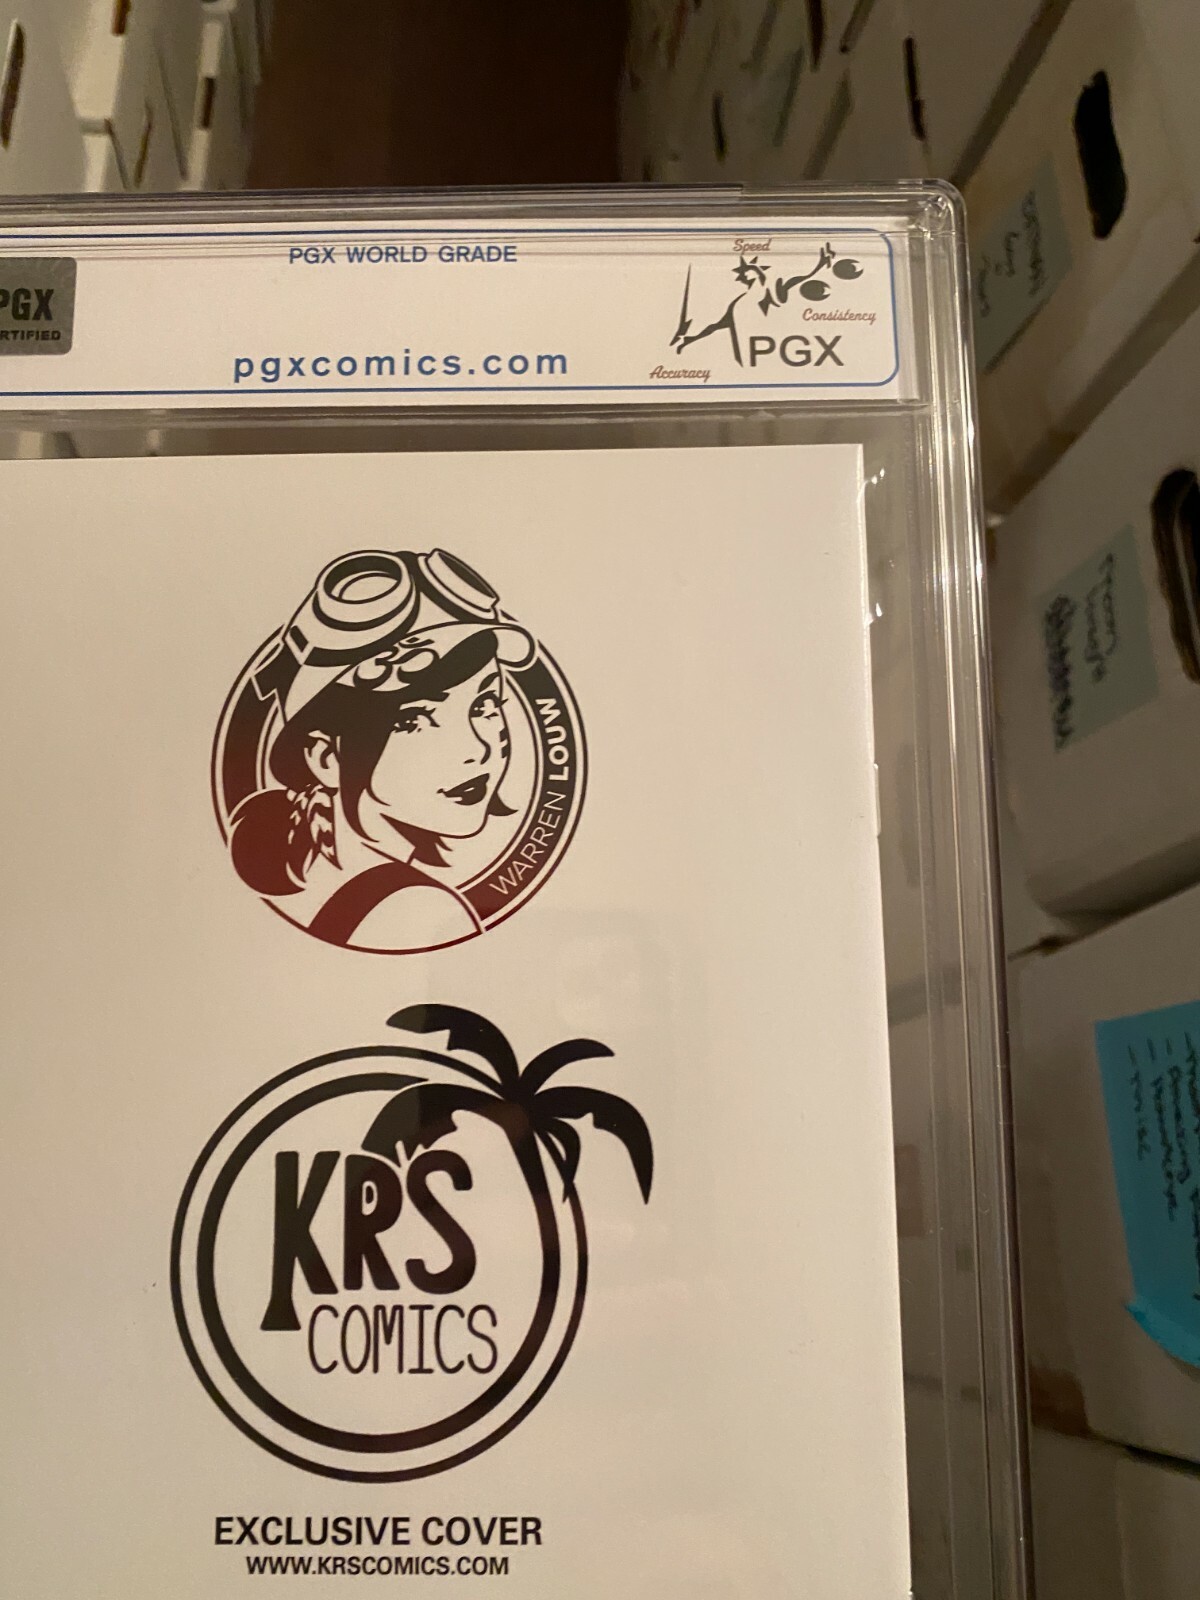 PGX WORLD GRADE
PGX
RTIFIED
pgxcomics.com
Speed
Consistency
PGX
Accuracy
WARREN LOUW
KRS
COMICS
EXCLUSIVE COVER
WWW.KRSCOMICS.COM